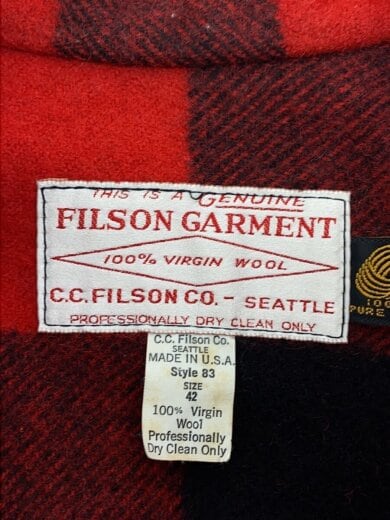 THIS IS A GENUINE
FILSON GARMENT
100% VIRGIN WOOL
C.C. FILSON CO. - SEATTLE
PROFESSIONALLY DRY CLEAN ONLY
PURE
C.C. Filson Co.
SEATTLE
MADE IN U.S.A.
Style 83
SIZE
42
100% Virgin
Wool
Professionally
Dry Clean Only